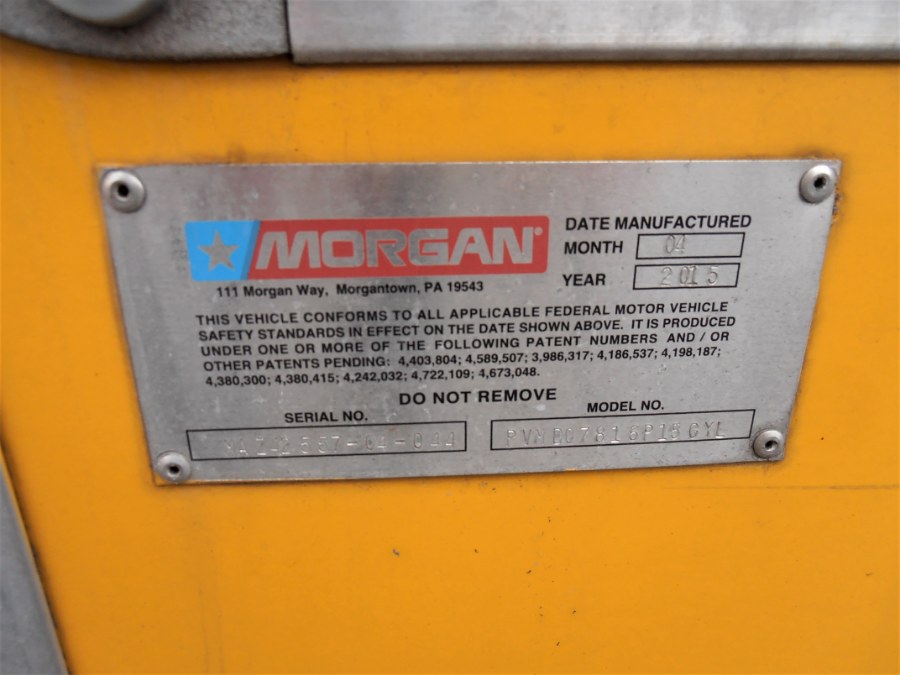 MORGAN
111 Morgan Way, Morgantown, PA 19543
DATE MANUFACTURED
MONTH 04
YEAR 2015
THIS VEHICLE CONFORMS TO ALL APPLICABLE FEDERAL MOTOR VEHICLE
SAFETY STANDARDS IN EFFECT ON THE DATE SHOWN ABOVE. IT IS PRODUCED
UNDER ONE OR MORE OF THE FOLLOWING PATENT NUMBERS AND / OR
OTHER PATENTS PENDING: 4,403,804; 4,589,507; 3,986,317; 4,186,537; 4,198,187;
4,380,300; 4,380,415; 4,242,032; 4,722,109; 4,673,048.
DO NOT REMOVE
SERIAL NO.
MODEL NO.